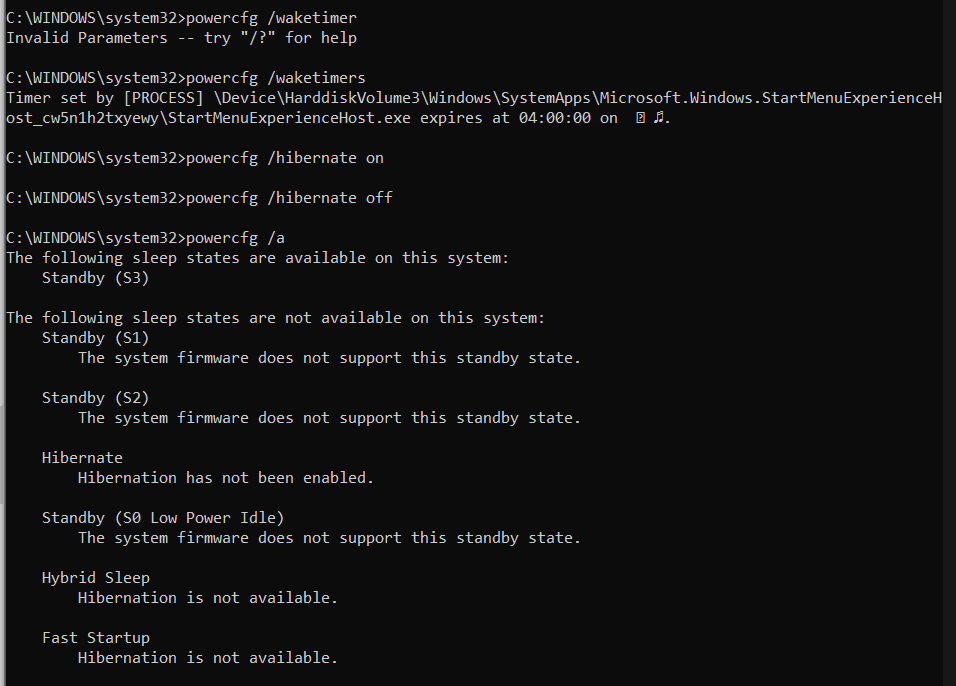 C:\WINDOWS\system32>powercfg /waketimer
Invalid Parameters -- try "/?" for help
C:\WINDOWS\system32>powercfg /waketimers
Timer set by [PROCESS] \Device\HarddiskVolume3\Windows\SystemApps\Microsoft.Windows.StartMenuExperienceH
ost_cw5n1h2txyewy\StartMenuExperienceHost.exe expires at 04:00:00 on  ⍰ ♬.
C:\WINDOWS\system32>powercfg /hibernate on
C:\WINDOWS\system32>powercfg /hibernate off
C:\WINDOWS\system32>powercfg /a
The following sleep states are available on this system:
    Standby (S3)
The following sleep states are not available on this system:
    Standby (S1)
        The system firmware does not support this standby state.
    Standby (S2)
        The system firmware does not support this standby state.
    Hibernate
        Hibernation has not been enabled.
    Standby (S0 Low Power Idle)
        The system firmware does not support this standby state.
    Hybrid Sleep
        Hibernation is not available.
    Fast Startup
        Hibernation is not available.